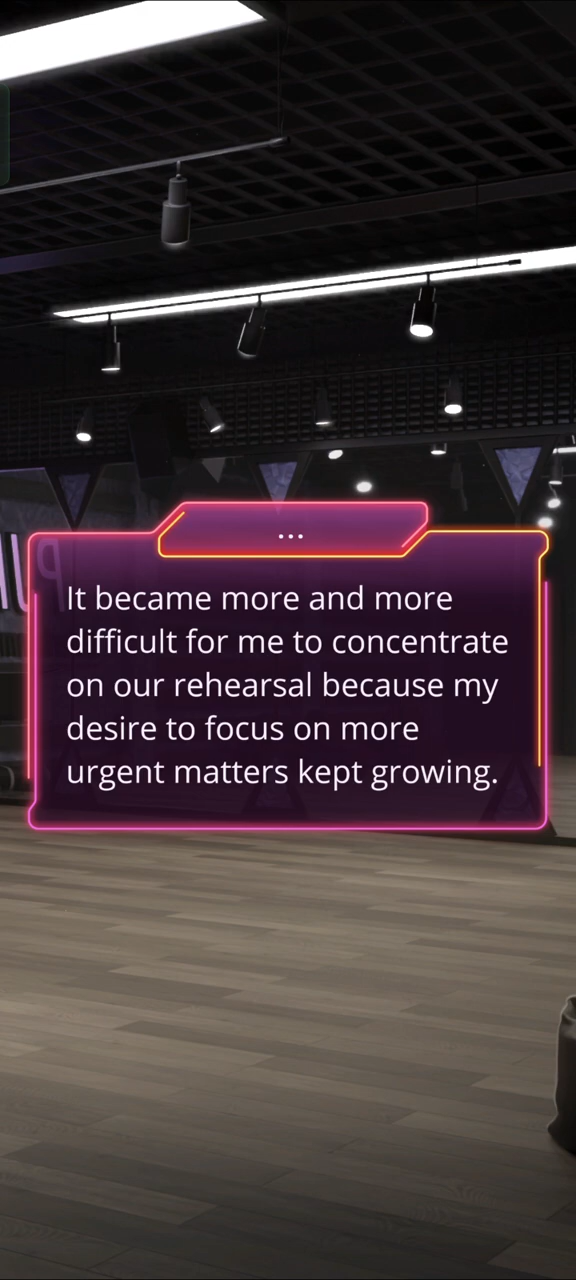 ...
It became more and more
difficult for me to concentrate
on our rehearsal because my
desire to focus on more
urgent matters kept growing.